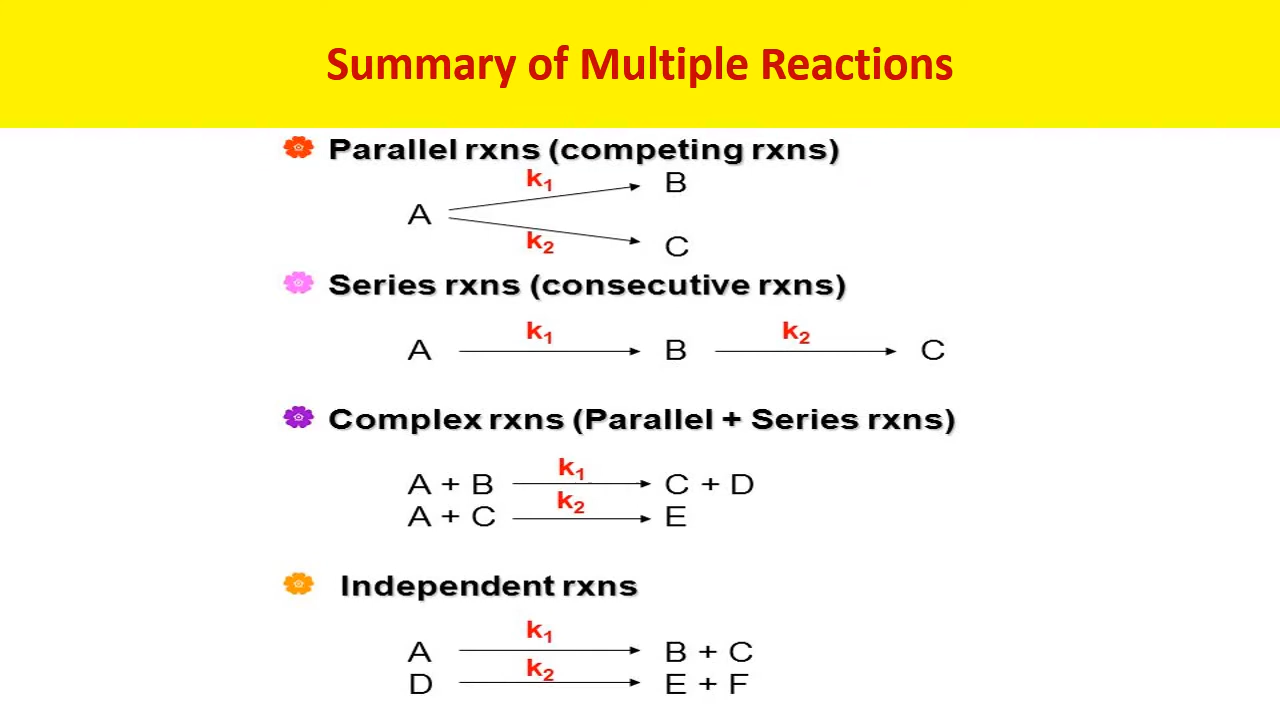 Summary of Multiple Reactions
Parallel rxns (competing rxns)
k₁
B
A
k₂
C
Series rxns (consecutive rxns)
k₁ k₂
A B C
Complex rxns (Parallel + Series rxns)
k₁
A + B C + D
k₂
A + C E
Independent rxns
k₁
A B + C
k₂
D E + F